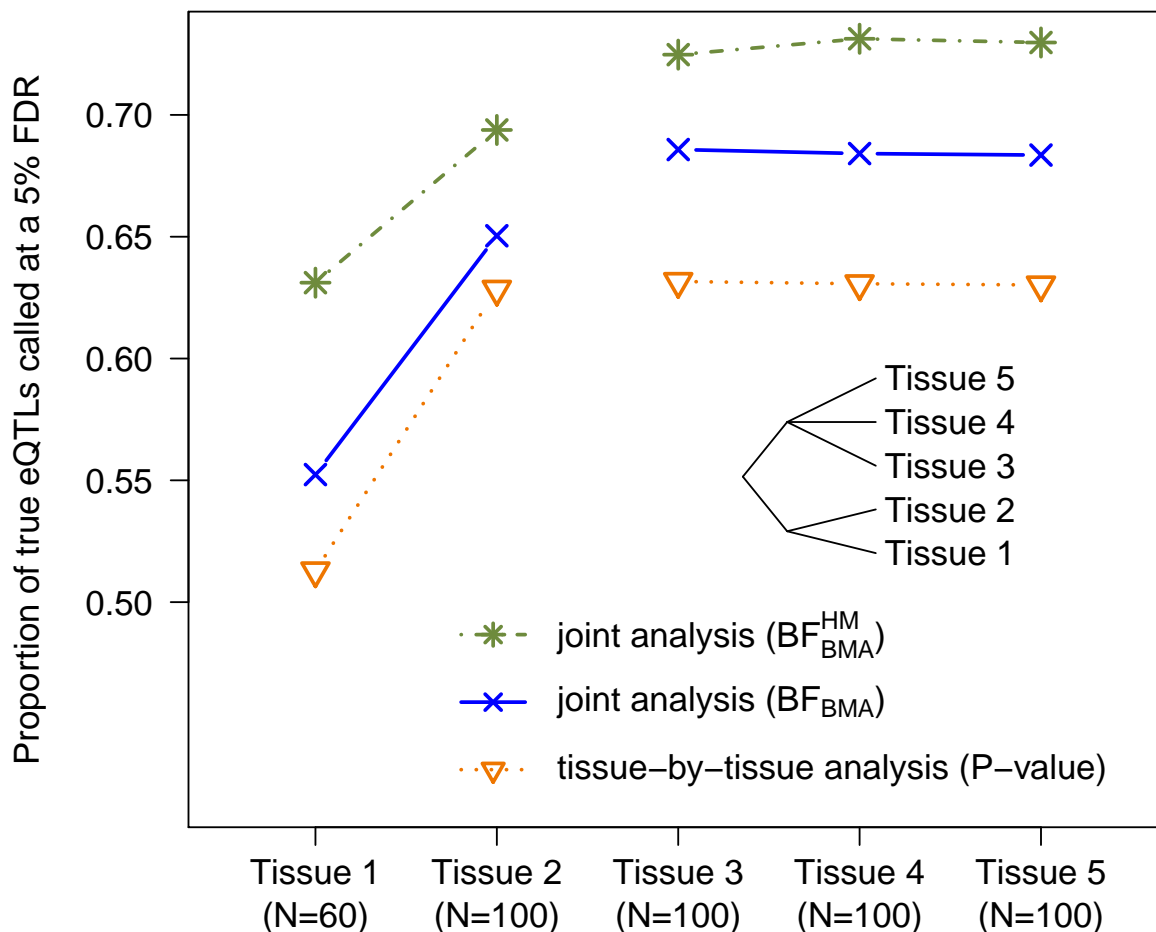 Proportion of true eQTLs called at a 5% FDR
0.70
0.65
0.60
0.55
0.50
Tissue 5
Tissue 4
Tissue 3
Tissue 2
Tissue 1
joint analysis (BF^HM_BMA)
joint analysis (BF_BMA)
tissue−by−tissue analysis (P−value)
Tissue 1 Tissue 2 Tissue 3 Tissue 4 Tissue 5
(N=60) (N=100) (N=100) (N=100) (N=100)